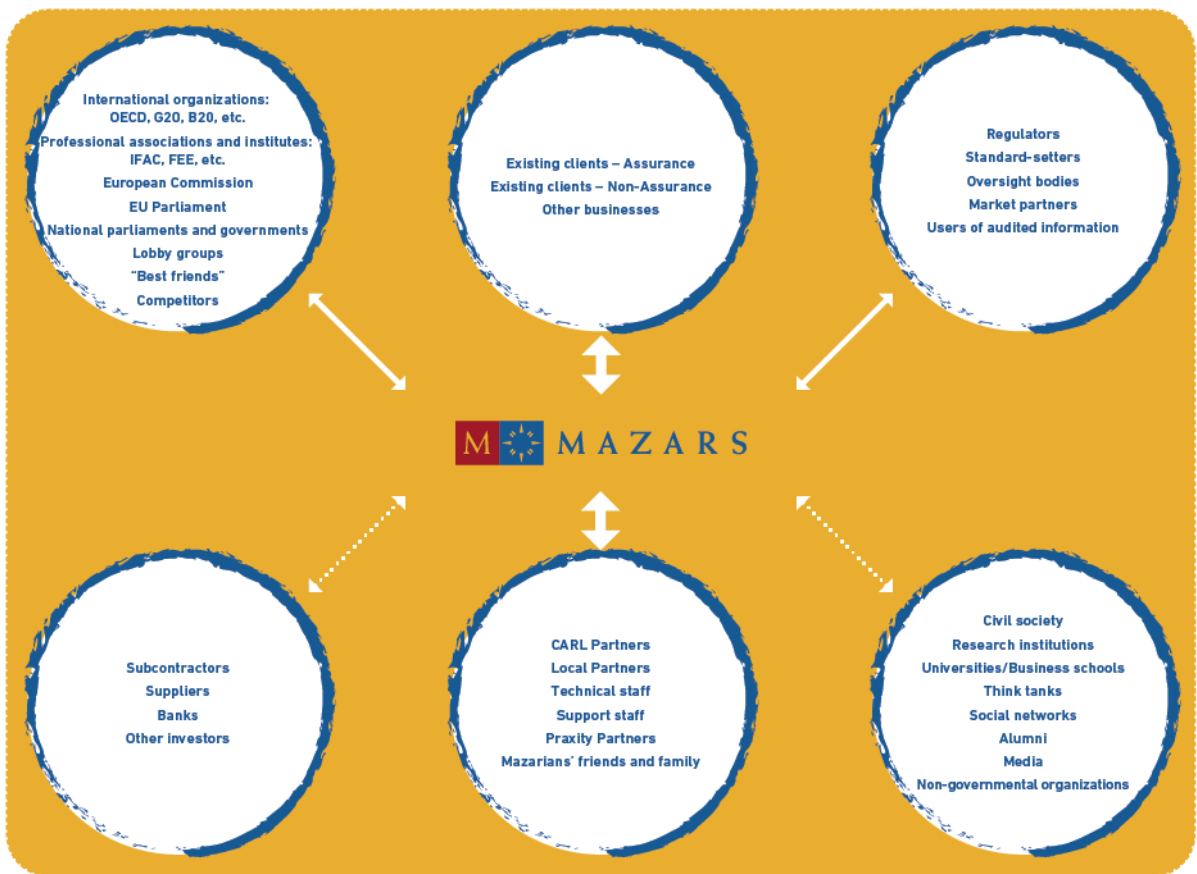 International organizations:
OECD, G20, B20, etc.
Professional associations and institutes:
IFAC, FEE, etc.
European Commission
EU Parliament
National parliaments and governments
Lobby groups
“Best friends”
Competitors
Existing clients – Assurance
Existing clients – Non-Assurance
Other businesses
Regulators
Standard-setters
Oversight bodies
Market partners
Users of audited information
M MAZARS
Subcontractors
Suppliers
Banks
Other investors
CARL Partners
Local Partners
Technical staff
Support staff
Praxity Partners
Mazarians’ friends and family
Civil society
Research institutions
Universities/Business schools
Think tanks
Social networks
Alumni
Media
Non-governmental organizations